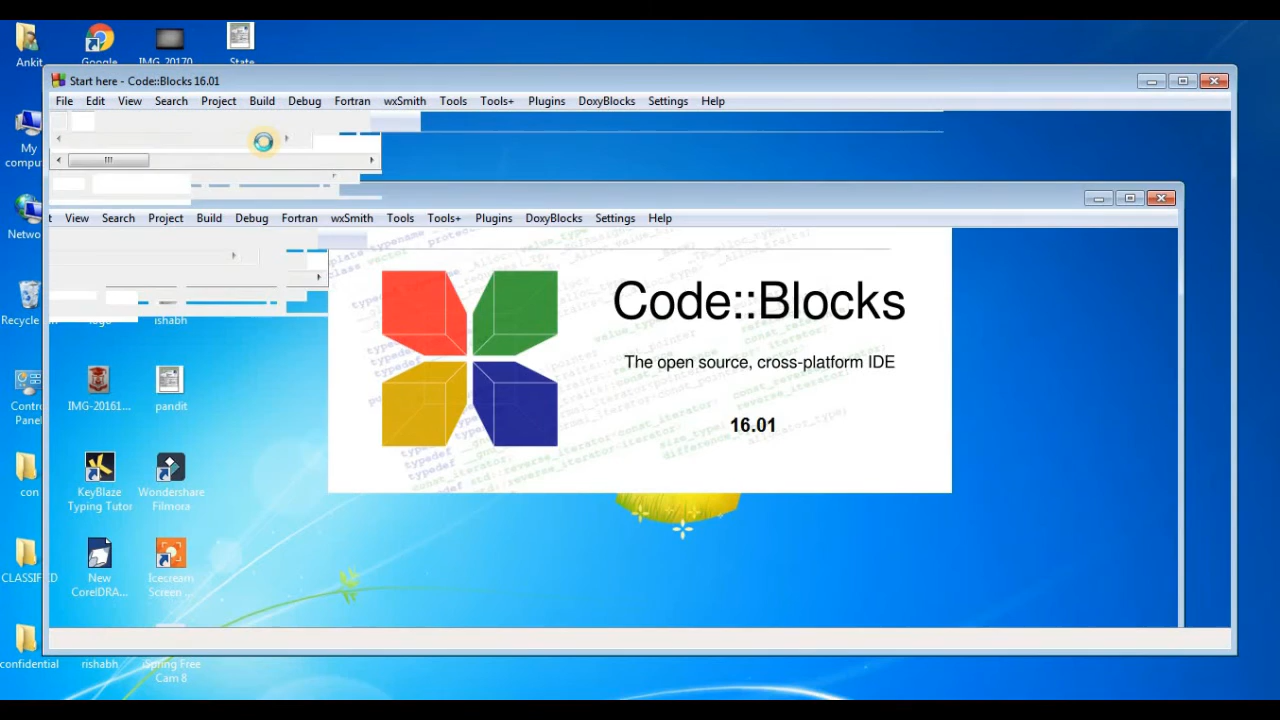 Ankit
Google
IMG_20170
State
Start here - Code::Blocks 16.01
File Edit View Search Project Build Debug Fortran wxSmith Tools Tools+ Plugins DoxyBlocks Settings Help
My
compu
View Search Project Build Debug Fortran wxSmith Tools Tools+ Plugins DoxyBlocks Settings Help
Netwo
Code::Blocks
The open source, cross-platform IDE
16.01
Recycle
ishabh
IMG-20161...
pandit
Contro
Panel
con
KeyBlaze
Typing Tutor
Wondershare
Filmora
CLASSIFIED
New
CorelDRA...
Icecream
Screen ...
confidential
rishabh
iSpring Free
Cam 8